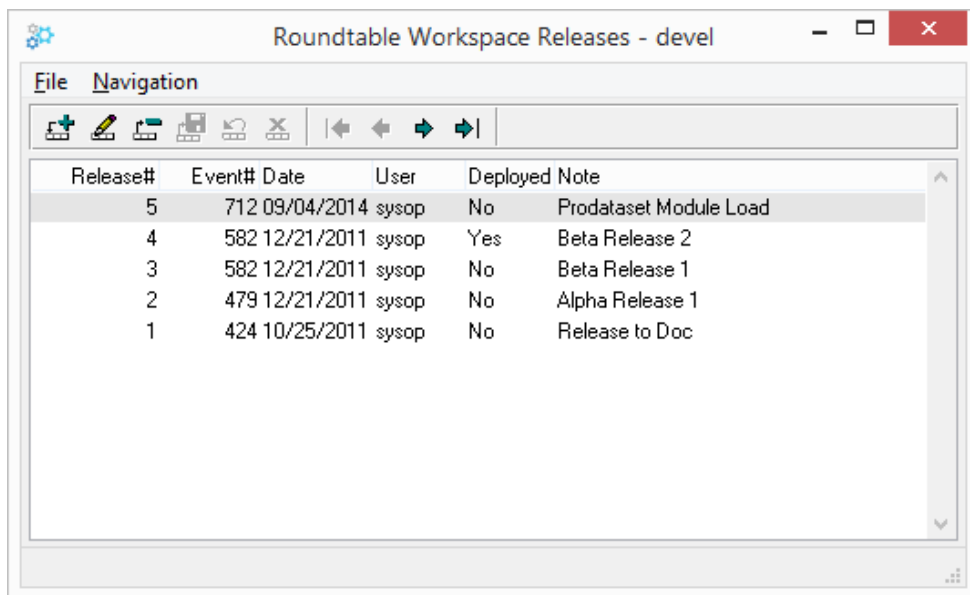 Roundtable Workspace Releases - devel
File Navigation
Release# Event# Date User Deployed Note
5 712 09/04/2014 sysop No Prodataset Module Load
4 582 12/21/2011 sysop Yes Beta Release 2
3 582 12/21/2011 sysop No Beta Release 1
2 479 12/21/2011 sysop No Alpha Release 1
1 424 10/25/2011 sysop No Release to Doc